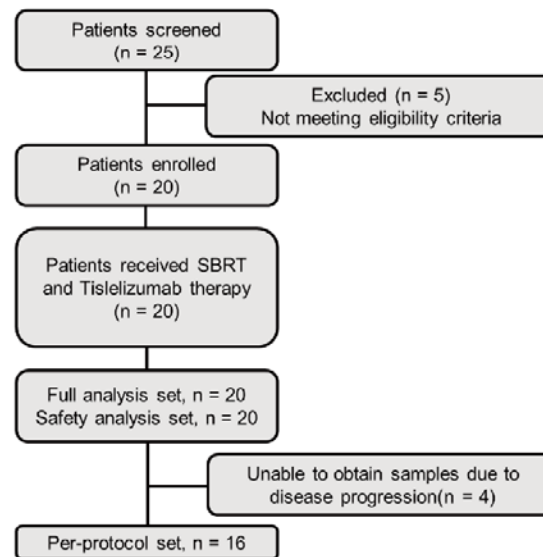 Patients screened
(n = 25)
Excluded (n = 5)
Not meeting eligibility criteria
Patients enrolled
(n = 20)
Patients received SBRT
and Tislelizumab therapy
(n = 20)
Full analysis set, n = 20
Safety analysis set, n = 20
Unable to obtain samples due to
disease progression(n = 4)
Per-protocol set, n = 16